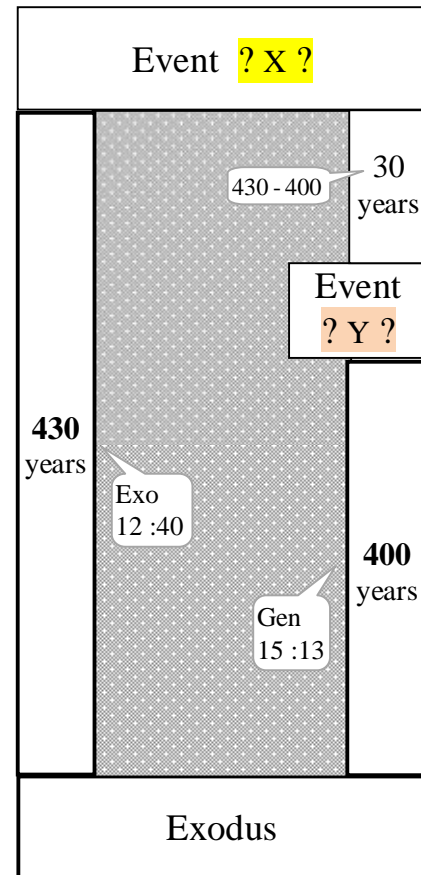 Event ? X ?
430 - 400
30
years
Event
? Y ?
430
years
Exo
12 :40
400
years
Gen
15 :13
Exodus